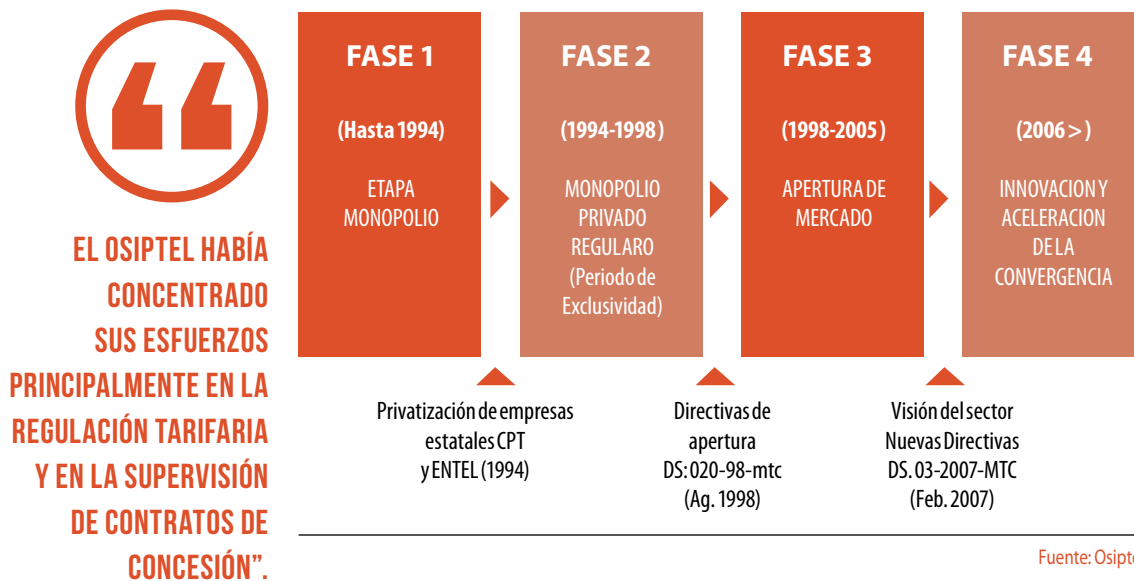 “
EL OSIPTEL HABÍA
CONCENTRADO
SUS ESFUERZOS
PRINCIPALMENTE EN LA
REGULACIÓN TARIFARIA
Y EN LA SUPERVISIÓN
DE CONTRATOS DE
CONCESIÓN”.
FASE 1
(Hasta 1994)
ETAPA
MONOPOLIO
FASE 2
(1994-1998)
MONOPOLIO
PRIVADO
REGULARO
(Periodo de
Exclusividad)
FASE 3
(1998-2005)
APERTURA DE
MERCADO
FASE 4
(2006 >)
INNOVACION Y
ACELERACION
DE LA
CONVERGENCIA
Privatización de empresas
estatales CPT
y ENTEL (1994)
Directivas de
apertura
DS: 020-98-mtc
(Ag. 1998)
Visión del sector
Nuevas Directivas
DS. 03-2007-MTC
(Feb. 2007)
Fuente: Osipte